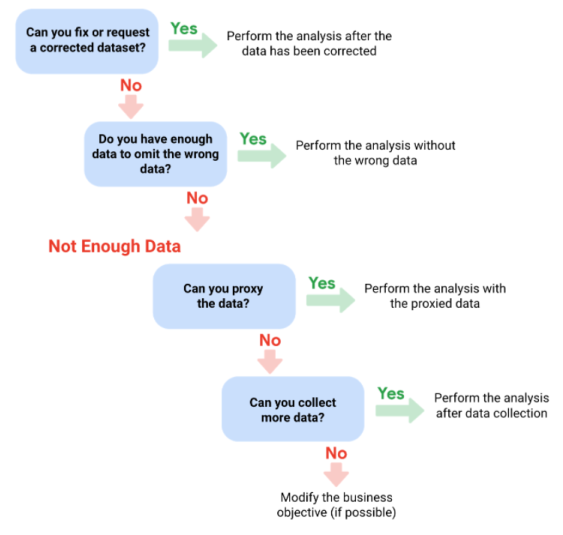 Can you fix or request
a corrected dataset?
Yes
Perform the analysis after the
data has been corrected
No
Do you have enough
data to omit the wrong
data?
Yes
Perform the analysis without
the wrong data
No
Not Enough Data
Can you proxy
the data?
Yes
Perform the analysis with
the proxied data
No
Can you collect
more data?
Yes
Perform the analysis
after data collection
No
Modify the business
objective (if possible)